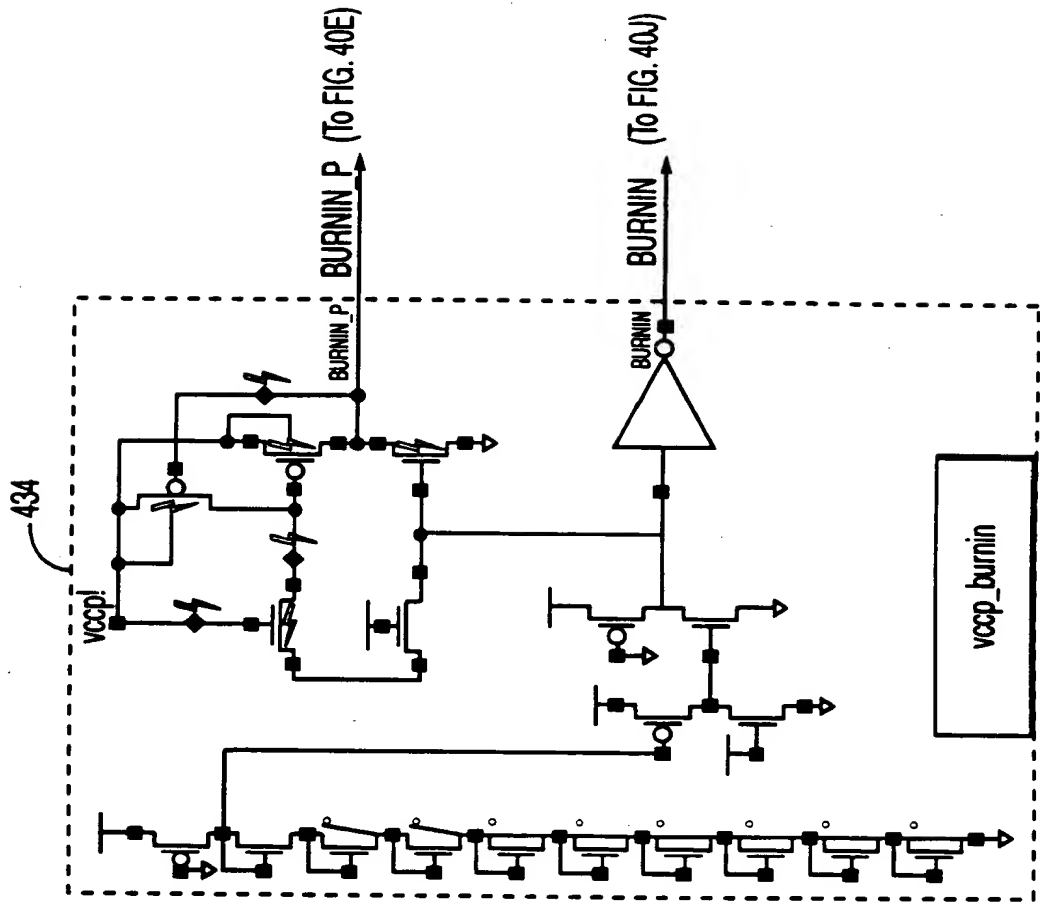 434
vccp!
BURNIN_P
BURNIN_P (To FIG. 40E)
BURNIN
BURNIN (To FIG. 40J)
vccp_burnin